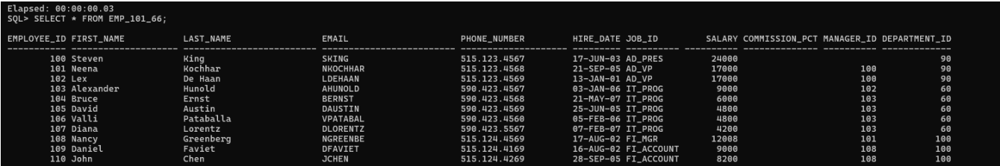 Elapsed: 00:00:00.03
SQL> SELECT * FROM EMP_101_66;
EMPLOYEE_ID FIRST_NAME LAST_NAME EMAIL PHONE_NUMBER HIRE_DATE JOB_ID SALARY COMMISSION_PCT MANAGER_ID DEPARTMENT_ID
----------- -------------------- ------------------------- ------------------------- -------------------- --------- ---------- ---------- -------------- ---------- -------------
100 Steven King SKING 515.123.4567 17-JUN-03 AD_PRES 24000 90
101 Neena Kochhar NKOCHHAR 515.123.4568 21-SEP-05 AD_VP 17000 100 90
102 Lex De Haan LDEHAAN 515.123.4569 13-JAN-01 AD_VP 17000 100 90
103 Alexander Hunold AHUNOLD 590.423.4567 03-JAN-06 IT_PROG 9000 102 60
104 Bruce Ernst BERNST 590.423.4568 21-MAY-07 IT_PROG 6000 103 60
105 David Austin DAUSTIN 590.423.4569 25-JUN-05 IT_PROG 4800 103 60
106 Valli Pataballa VPATABAL 590.423.4560 05-FEB-06 IT_PROG 4800 103 60
107 Diana Lorentz DLORENTZ 590.423.5567 07-FEB-07 IT_PROG 4200 103 60
108 Nancy Greenberg NGREENBE 515.124.4569 17-AUG-02 FI_MGR 12008 101 100
109 Daniel Faviet DFAVIET 515.124.4169 16-AUG-02 FI_ACCOUNT 9000 108 100
110 John Chen JCHEN 515.124.4269 28-SEP-05 FI_ACCOUNT 8200 108 100